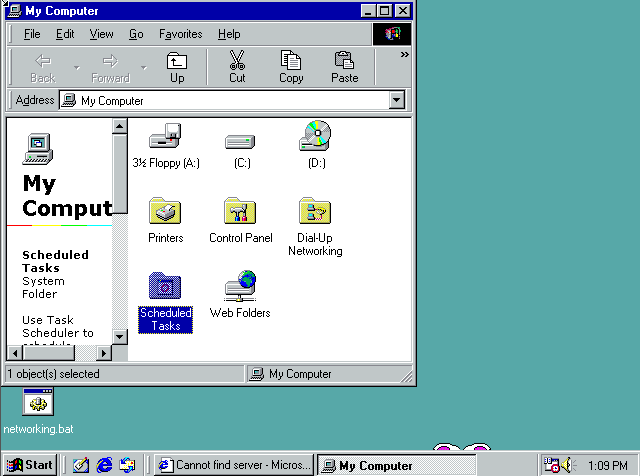 My Computer
File Edit View Go Favorites Help
Back Forward Up Cut Copy Paste »
Address My Computer
My
Comput
Scheduled
Tasks
System
Folder
Use Task
Scheduler to
3½ Floppy (A:) (C:) (D:)
Printers Control Panel Dial-Up
Networking
Scheduled
Tasks
Web Folders
1 object(s) selected My Computer
networking.bat
Start Cannot find server - Micros... My Computer 1:09 PM